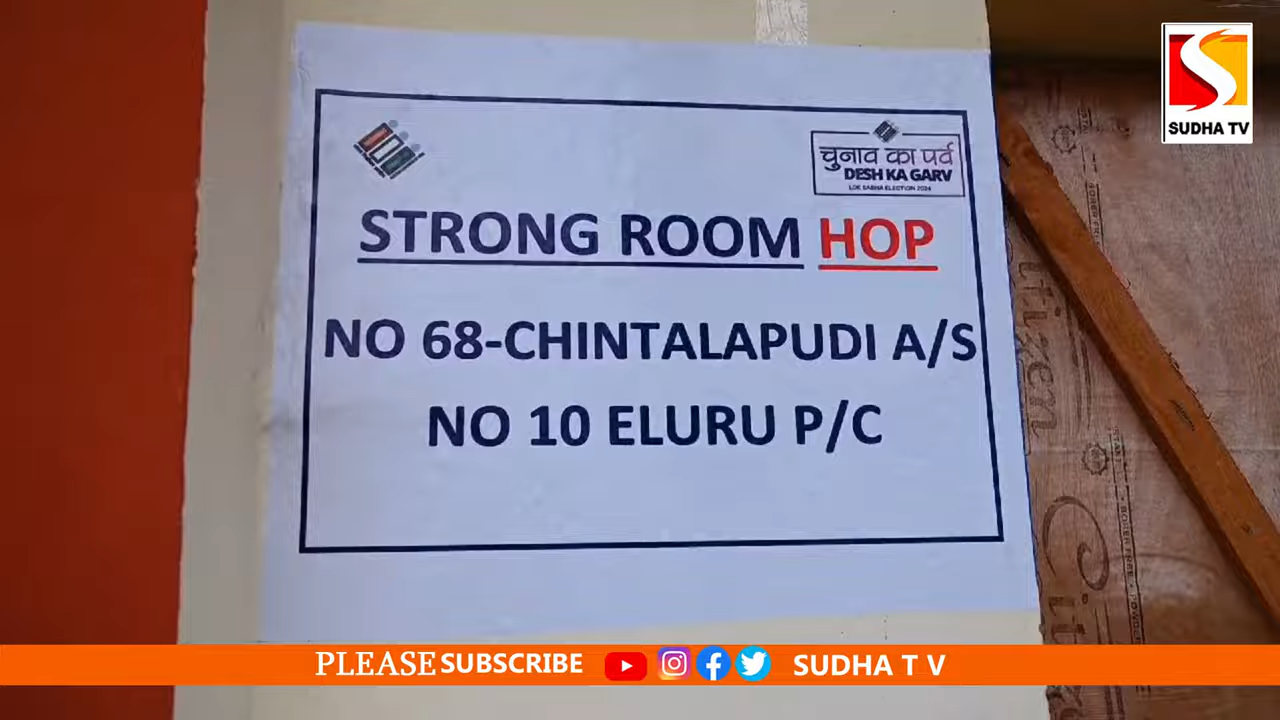 SUDHA TV
चुनाव का पर्व
DESH KA GARV
LOK SABHA ELECTION 2024
STRONG ROOM HOP
NO 68-CHINTALAPUDI A/S
NO 10 ELURU P/C
PLEASE SUBSCRIBE
SUDHA T V